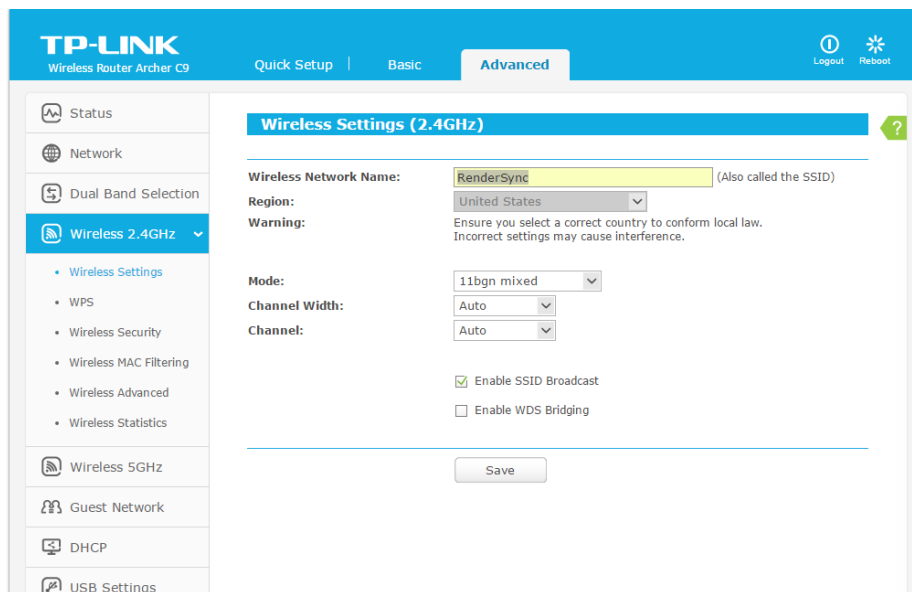 TP-LINK
Wireless Router Archer C9
Quick Setup
Basic
Advanced
Logout
Reboot
Status
Network
Dual Band Selection
Wireless 2.4GHz
Wireless Settings
WPS
Wireless Security
Wireless MAC Filtering
Wireless Advanced
Wireless Statistics
Wireless 5GHz
Guest Network
DHCP
USB Settings
Wireless Settings (2.4GHz)
?
Wireless Network Name: RenderSync (Also called the SSID)
Region: United States
Warning: Ensure you select a correct country to conform local law.
Incorrect settings may cause interference.
Mode: 11bgn mixed
Channel Width: Auto
Channel: Auto
Enable SSID Broadcast
Enable WDS Bridging
Save